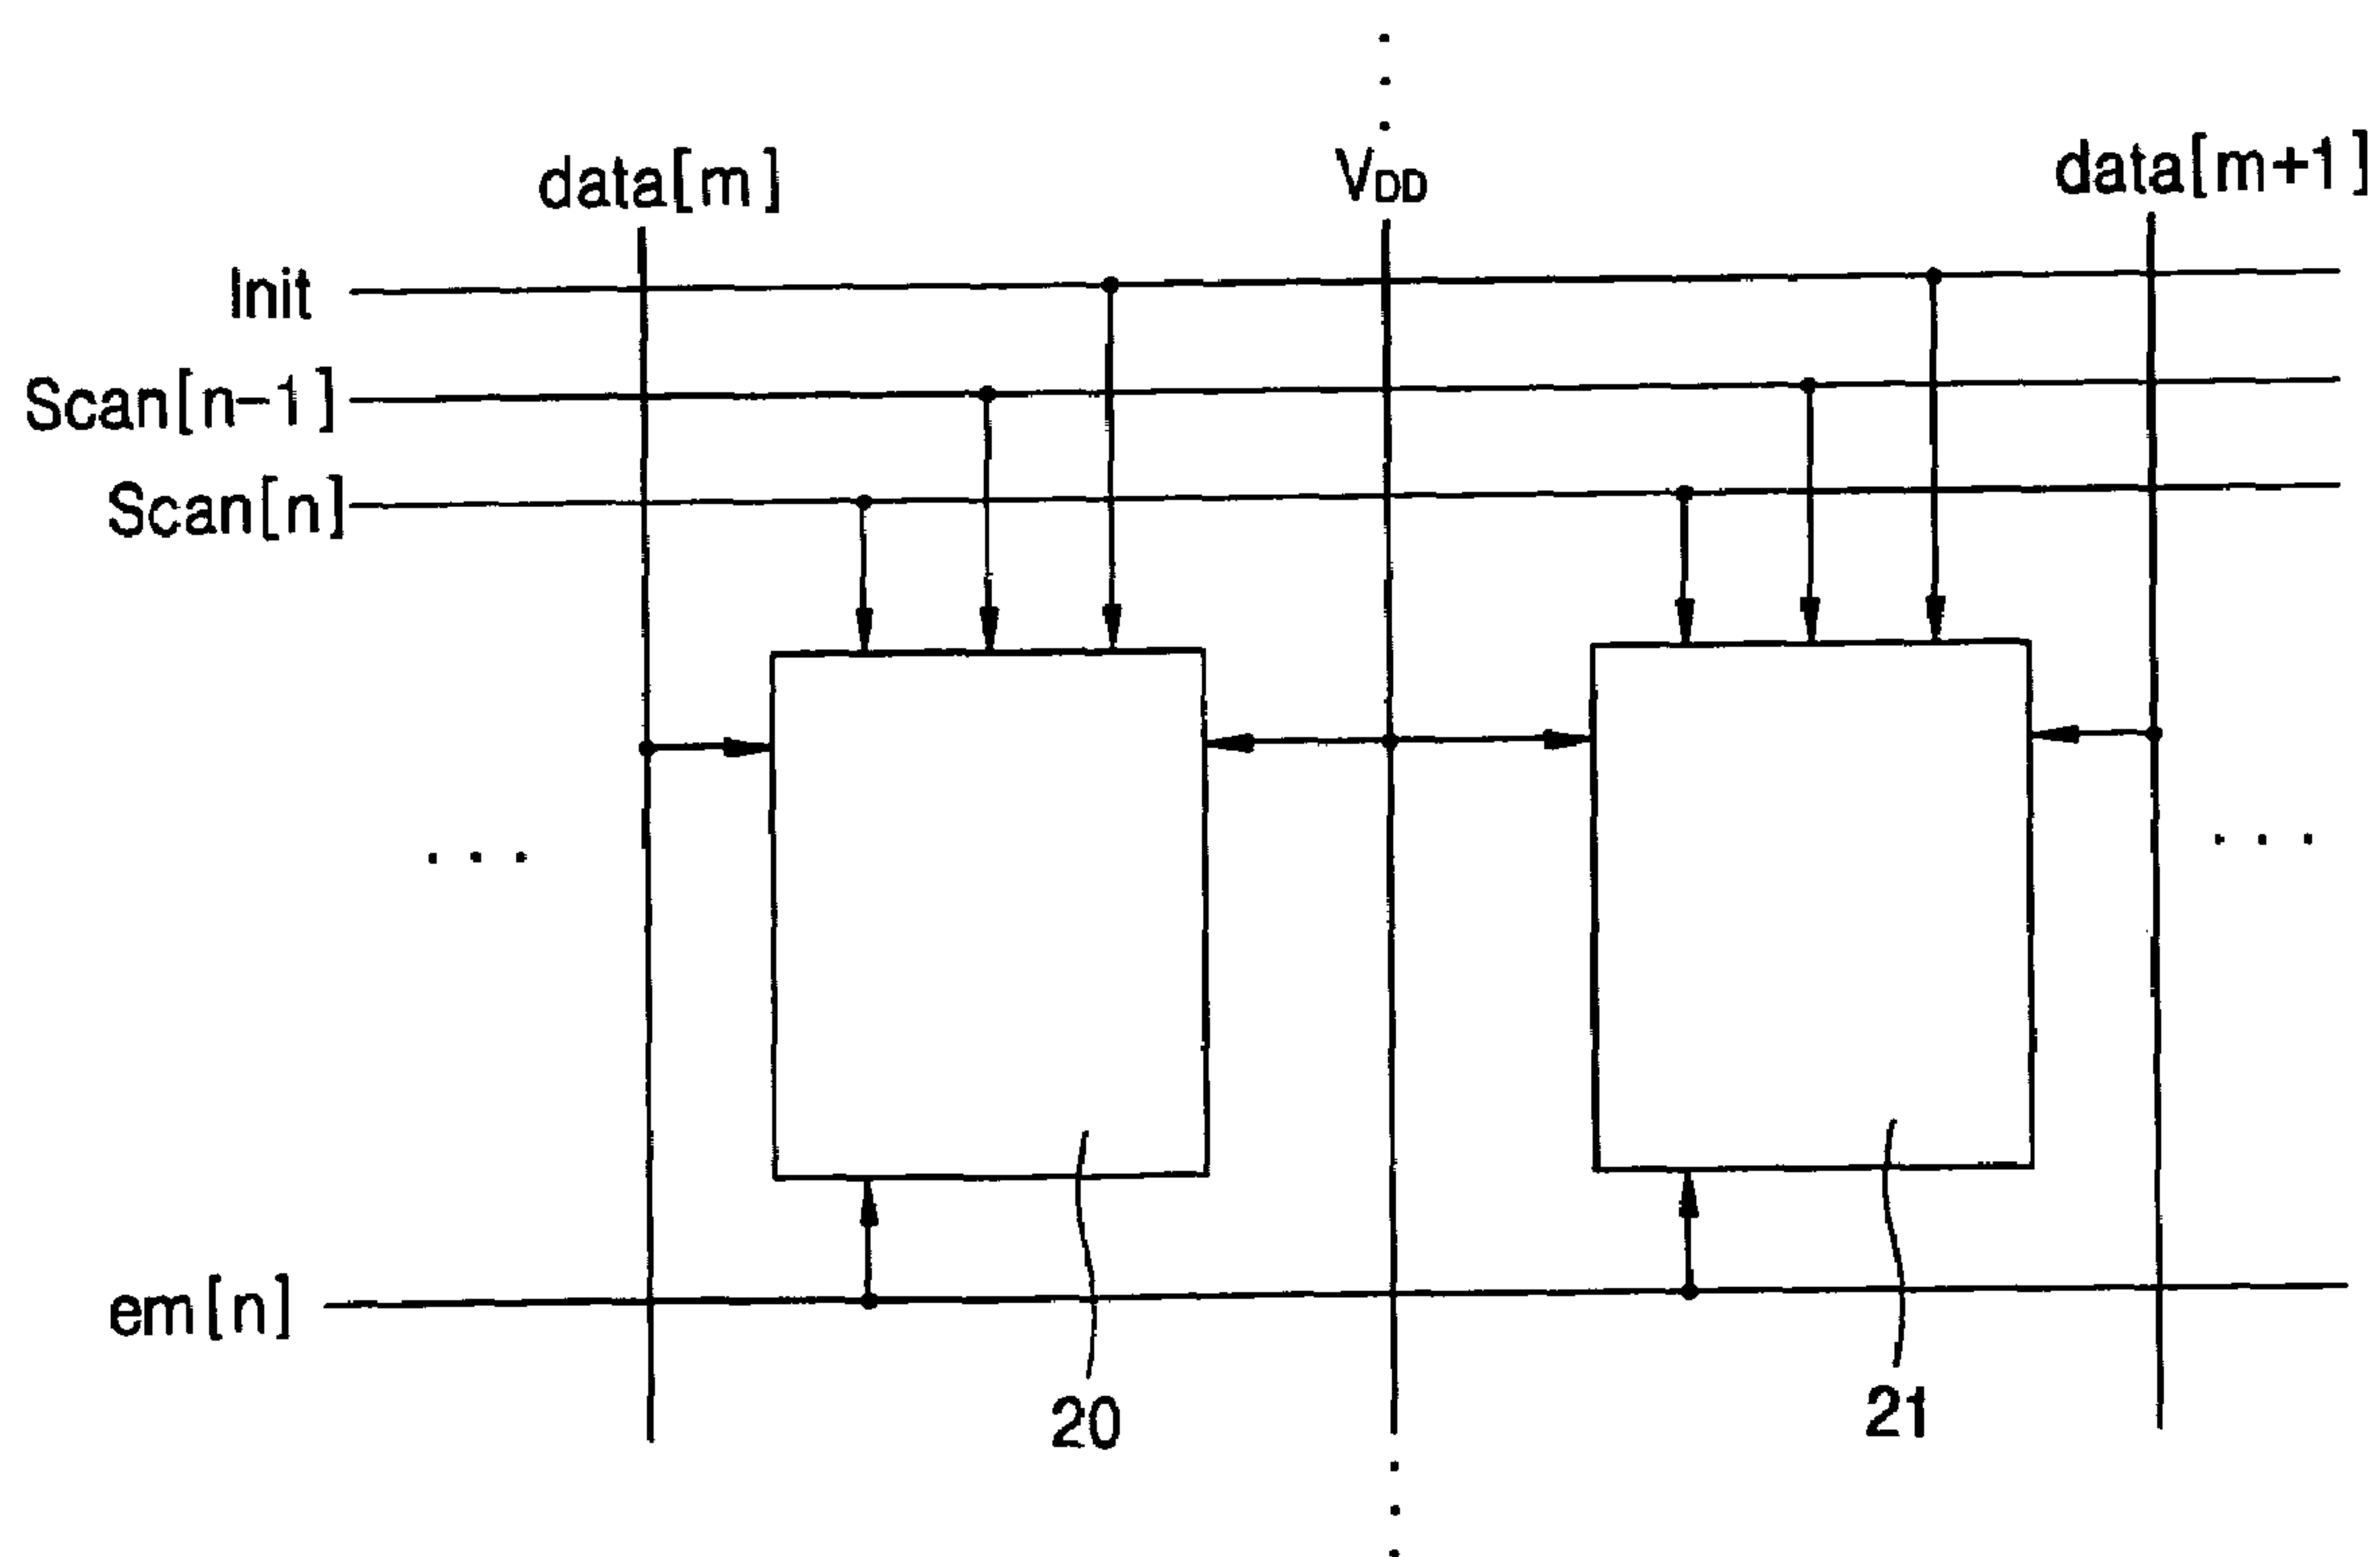 data[m]
VDD
data[m+1]
Init
Scan[n-1]
Scan[n]
em[n]
20
21